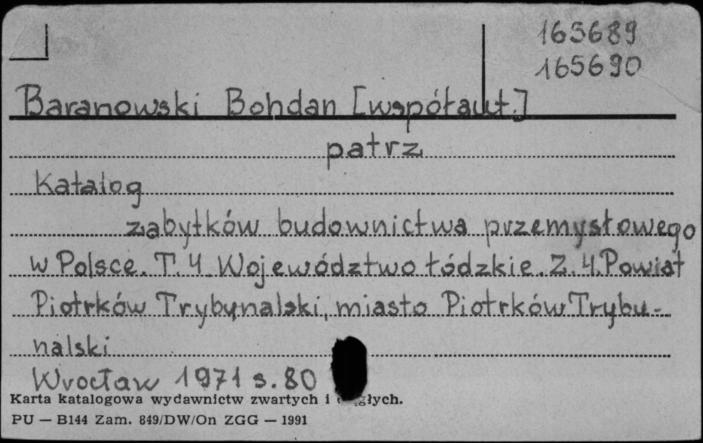 165689
165690
Baranowski Bohdan [współaut.]
patrz
Katalog
zabytków budownictwa przemysłowego
w Polsce. T. 4. Województwo łódzkie. Z. 4. Powiat
Piotrków Trybunalski, miasto Piotrków Trybu-
nalski
Wrocław 1971 s. 80
Karta katalogowa wydawnictw zwartych i
PU — B144 Zam. 849/DW/On ZGG — 1991